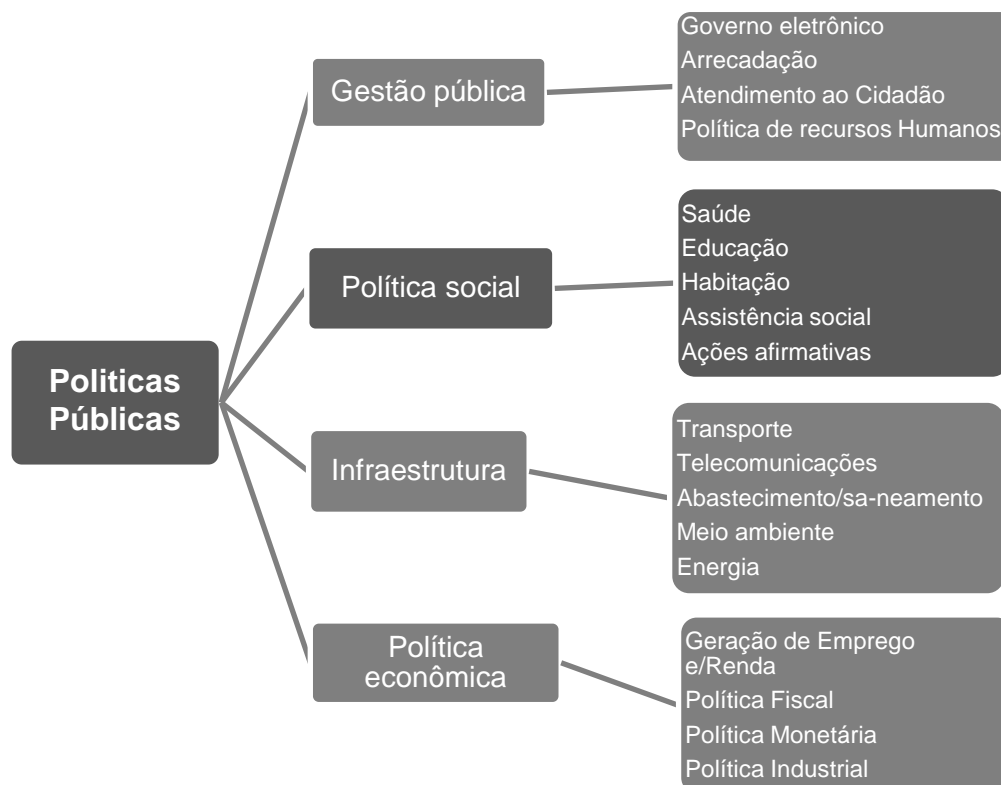 Governo eletrônico
Arrecadação
Gestão pública
Atendimento ao Cidadão
Política de recursos Humanos
Saúde
Educação
Política social
Habitação
Assistência social
Ações afirmativas
Politicas
Públicas
Transporte
Telecomunicações
Infraestrutura
Abastecimento/sa-neamento
Meio ambiente
Energia
Política
econômica
Geração de Emprego
e/Renda
Política Fiscal
Política Monetária
Política Industrial